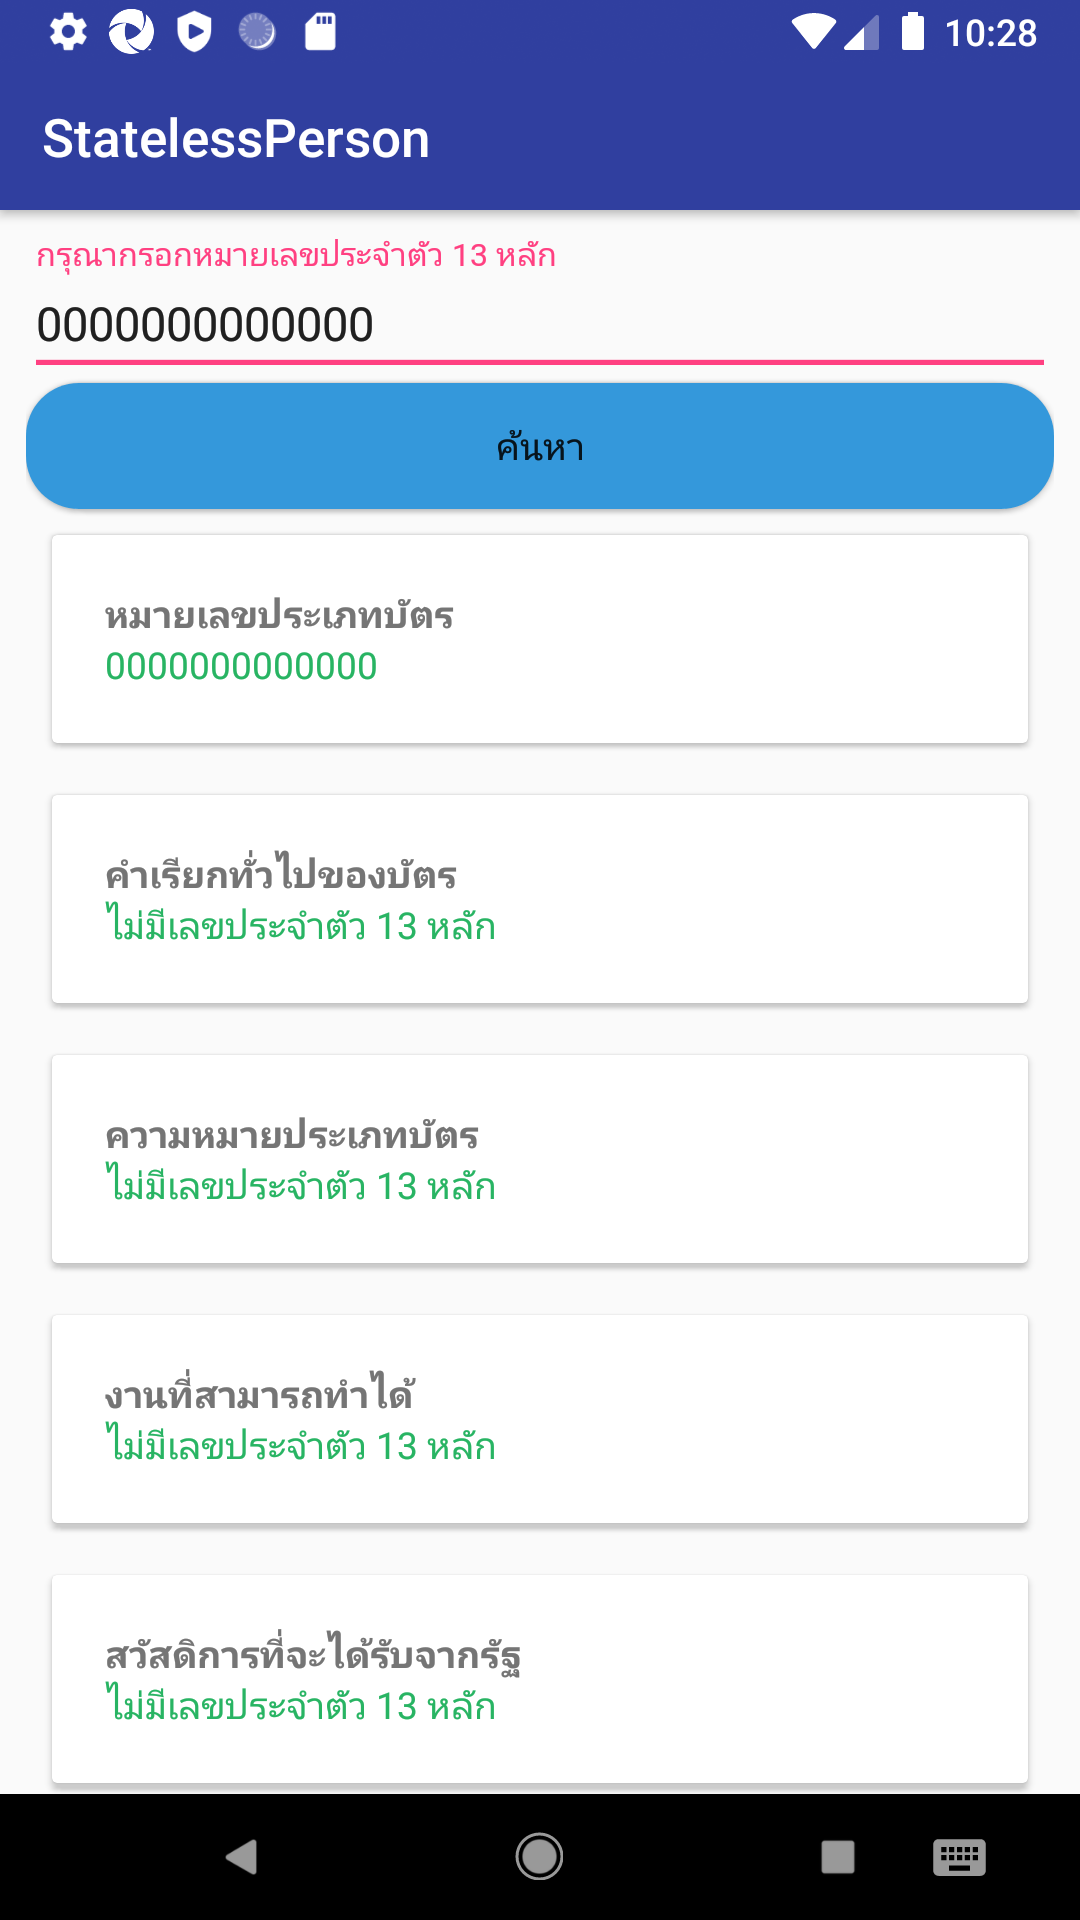 10:28
StatelessPerson
กรุณากรอกหมายเลขประจำตัว 13 หลัก
0000000000000
ค้นหา
หมายเลขประเภทบัตร
0000000000000
คำเรียกทั่วไปของบัตร
ไม่มีเลขประจำตัว 13 หลัก
ความหมายประเภทบัตร
ไม่มีเลขประจำตัว 13 หลัก
งานที่สามารถทำได้
ไม่มีเลขประจำตัว 13 หลัก
สวัสดิการที่จะได้รับจากรัฐ
ไม่มีเลขประจำตัว 13 หลัก